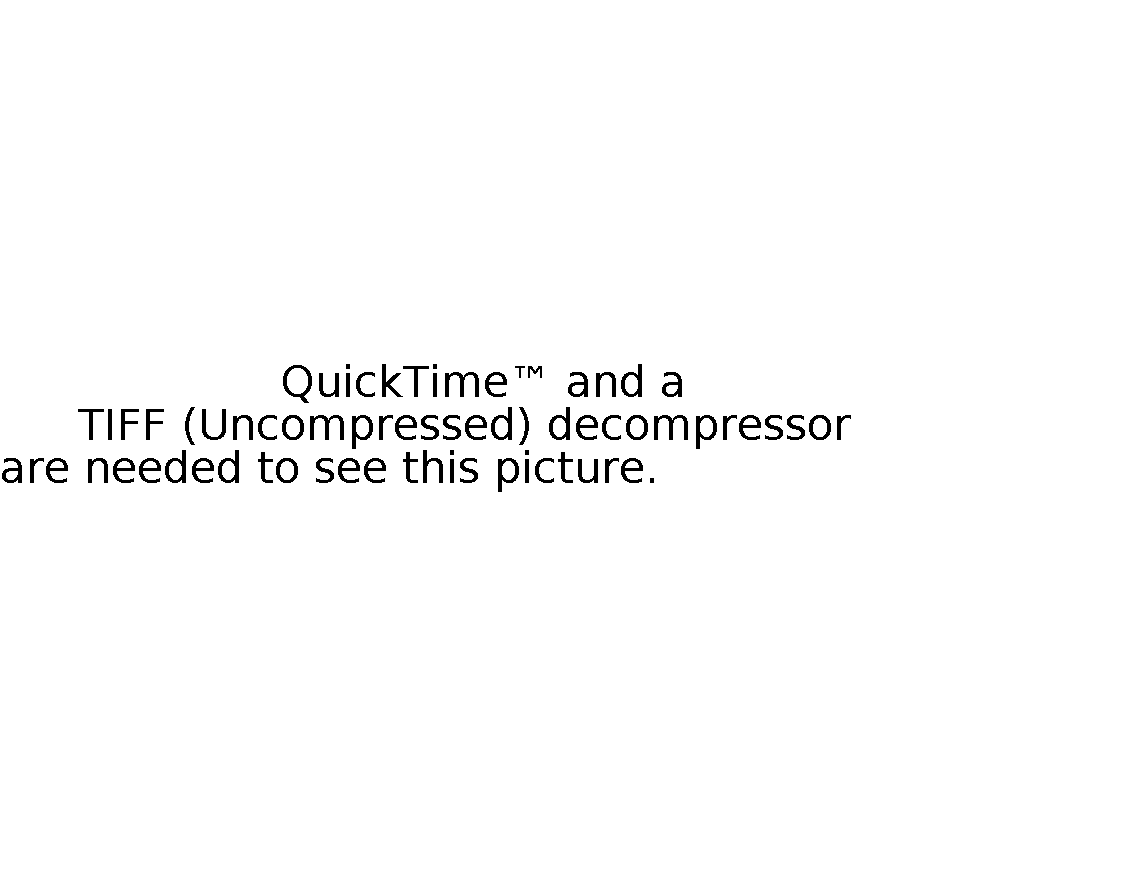 QuickTime™ and a
TIFF (Uncompressed) decompressor
are needed to see this picture.